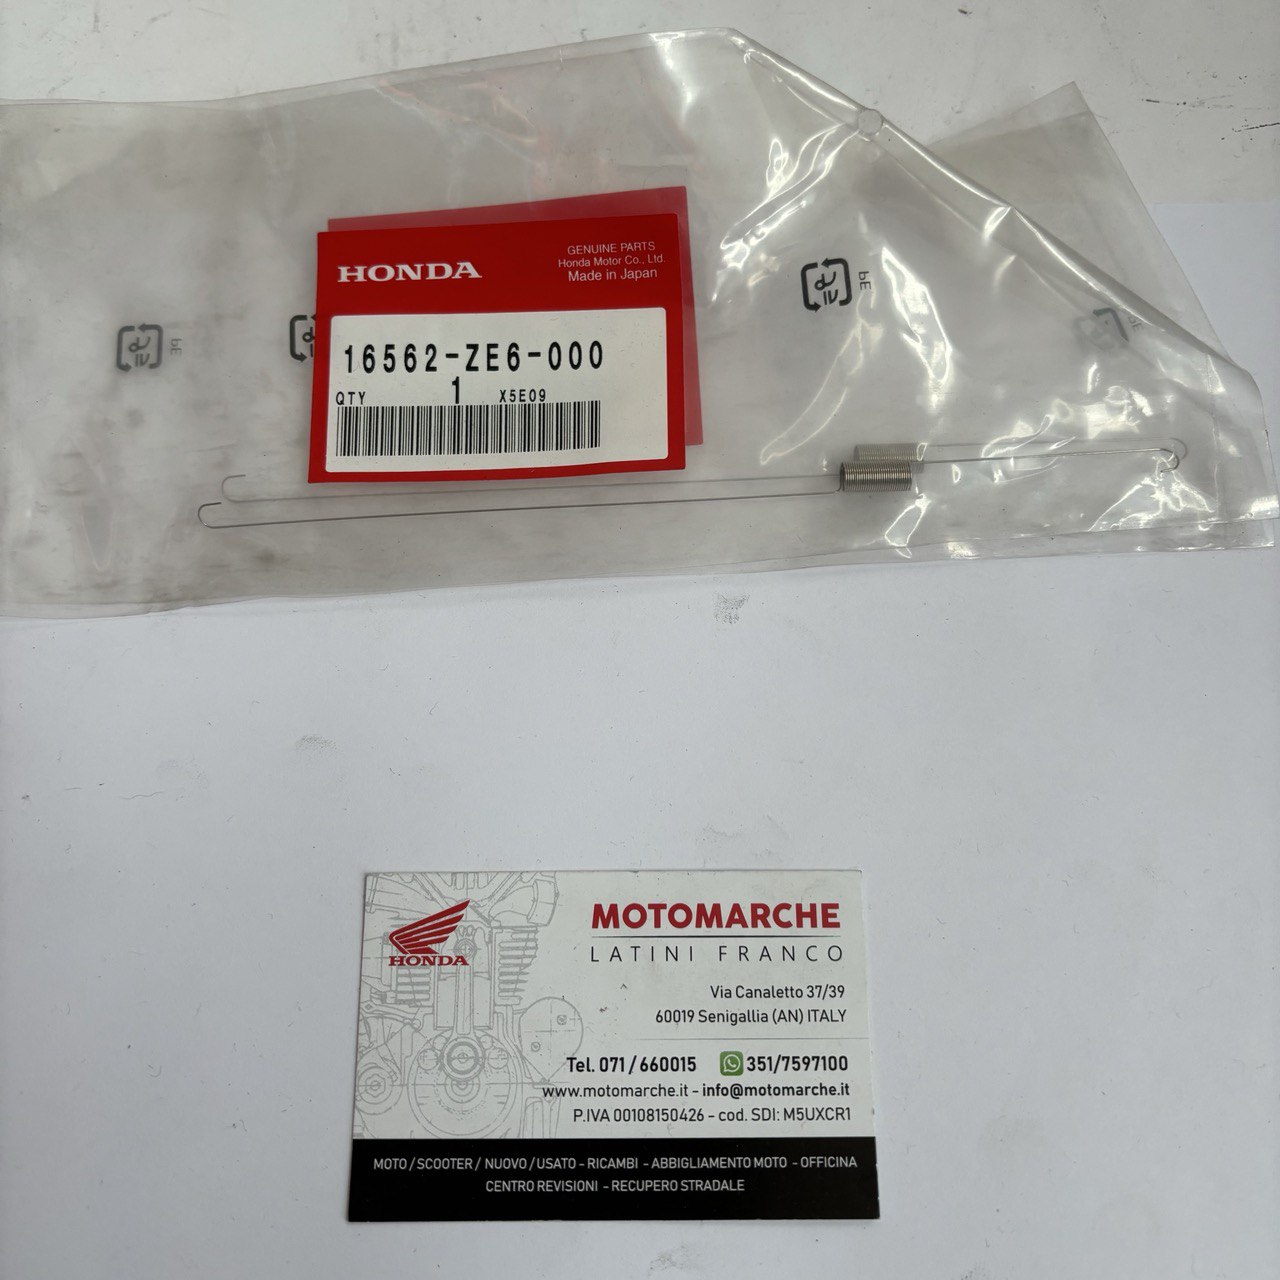 HONDA
GENUINE PARTS
Honda Motor Co., Ltd.
Made in Japan
16562-ZE6-000
QTY 1 X5E09
PE
PE
HONDA
MOTOMARCHE
LATINI FRANCO
Via Canaletto 37/39
60019 Senigallia (AN) ITALY
Tel. 071/660015 351/7597100
www.motomarche.it - info@motomarche.it
P.IVA 00108150426 - cod. SDI: M5UXCR1
MOTO/SCOOTER/ NUOVO/USATO - RICAMBI - ABBIGLIAMENTO MOTO - OFFICINA
CENTRO REVISIONI - RECUPERO STRADALE